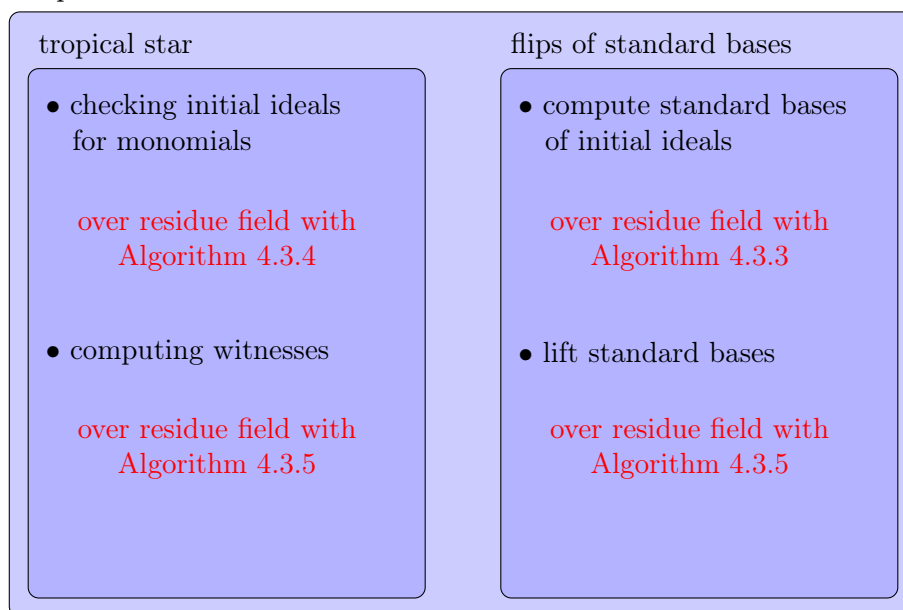 tropical star
• checking initial ideals
for monomials
over residue field with
Algorithm 4.3.4
• computing witnesses
over residue field with
Algorithm 4.3.5
flips of standard bases
• compute standard bases
of initial ideals
over residue field with
Algorithm 4.3.3
• lift standard bases
over residue field with
Algorithm 4.3.5